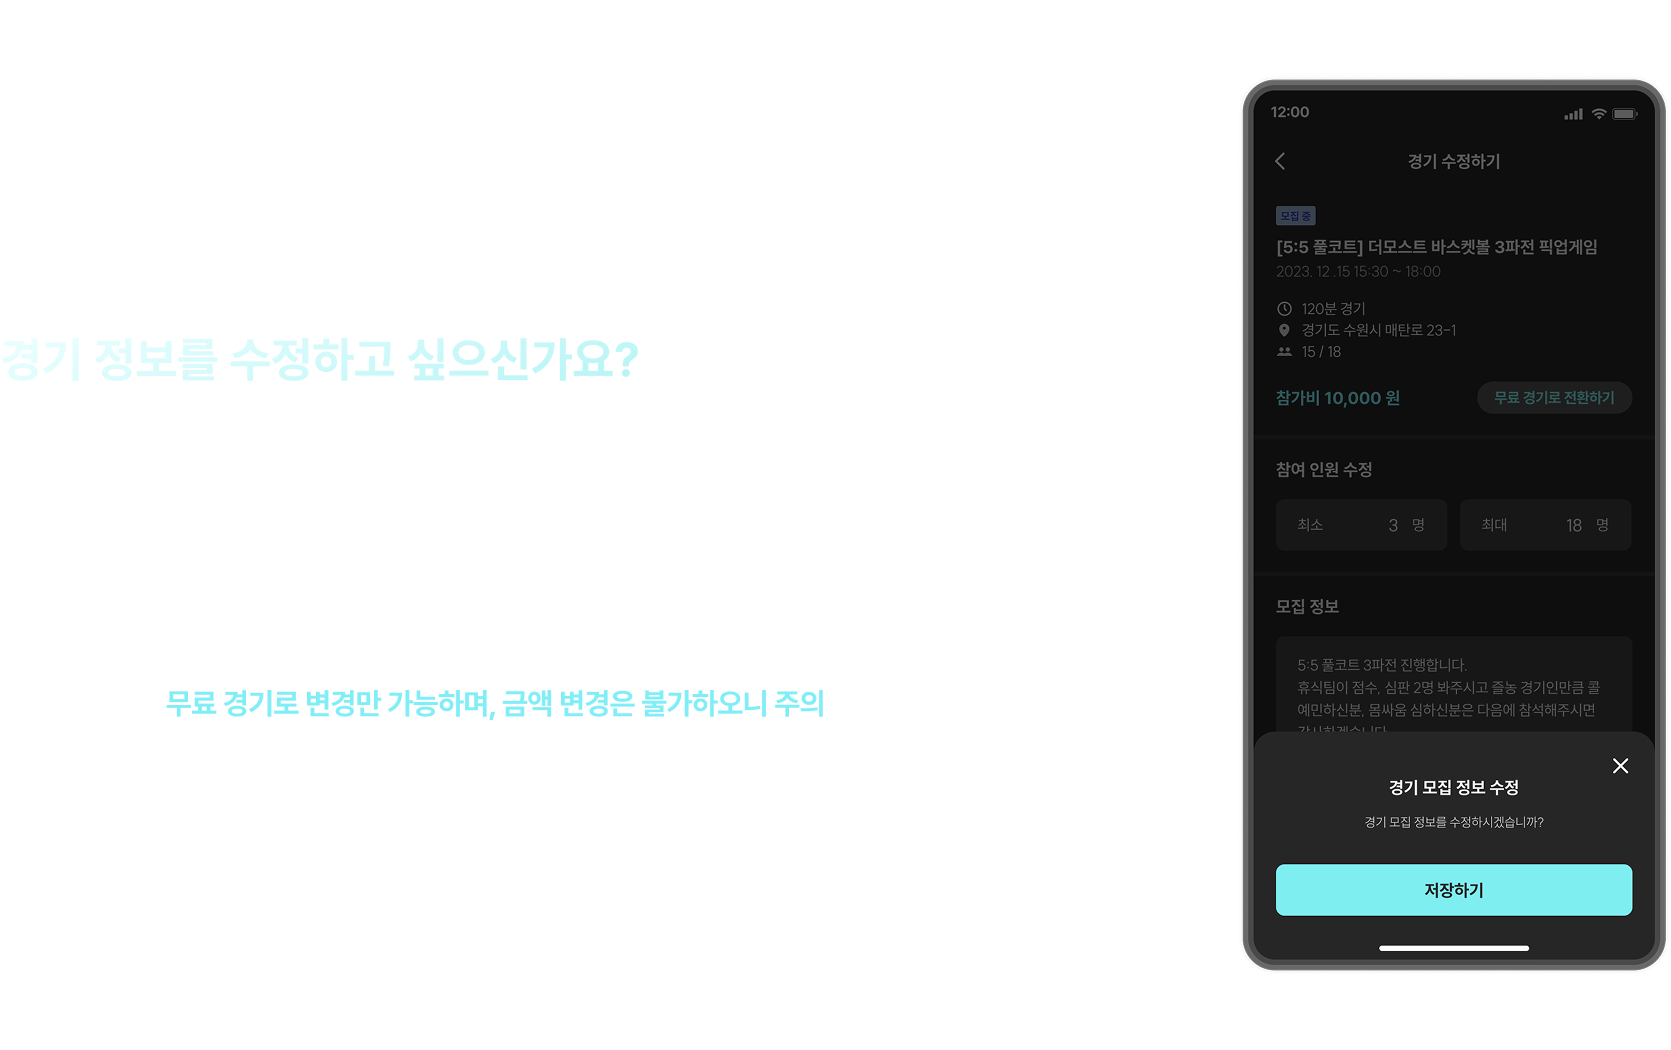 경기 정보를 수정하고 싶으신가요?
무료 경기로 변경만 가능하며, 금액 변경은 불가하오니 주의
12:00
경기 수정하기
모집 중
[5:5 풀코트] 더모스트 바스켓볼 3파전 픽업게임
2023. 12 .15 15:30 ~ 18:00
120분 경기
경기도 수원시 매탄로 23-1
15 / 18
참가비 10,000 원
무료 경기로 전환하기
참여 인원 수정
최소 3 명
최대 18 명
모집 정보
5:5 풀코트 3파전 진행합니다.
휴식팀이 점수, 심판 2명 봐주시고 즐농 경기인만큼 콜
예민하신분, 몸싸움 심하신분은 다음에 참석해주시면
감사하겠습니다.
경기 모집 정보 수정
경기 모집 정보를 수정하시겠습니까?
저장하기